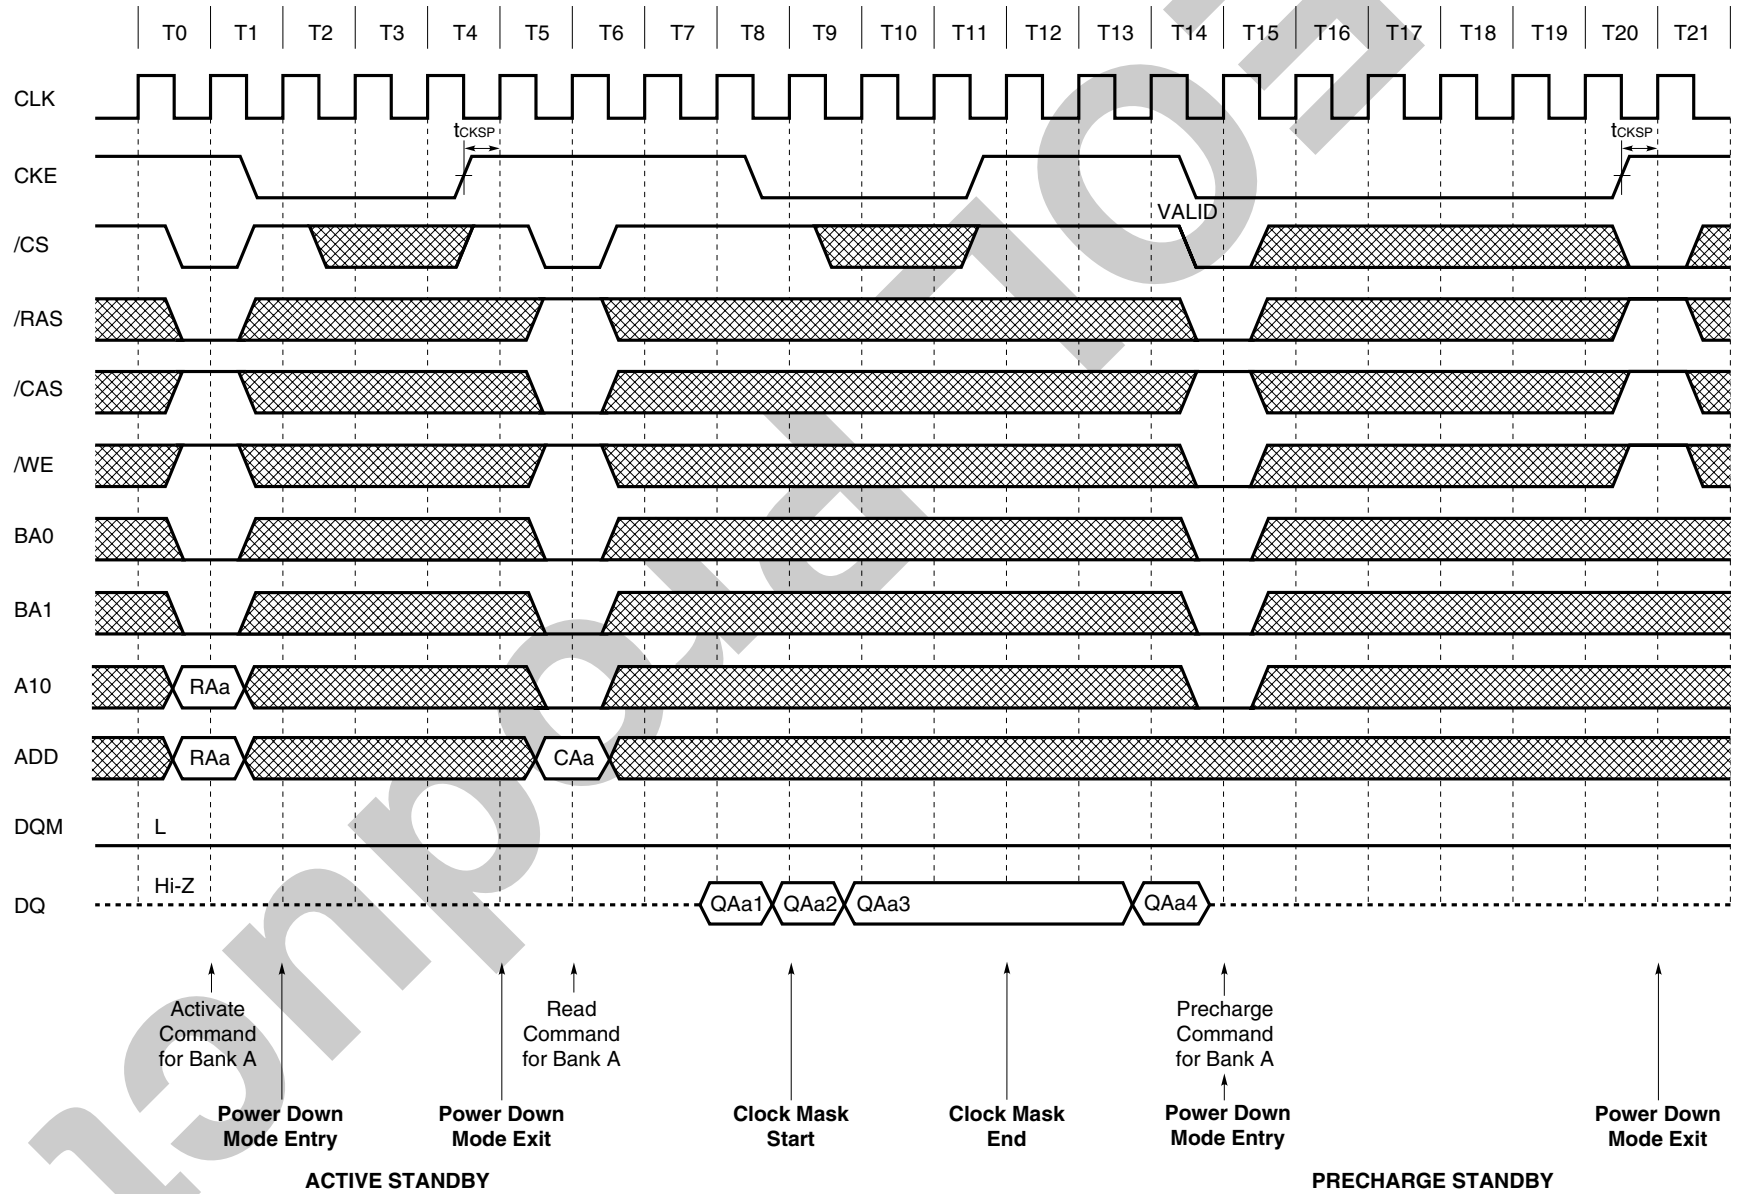 T0 T1 T2 T3 T4 T5 T6 T7 T8 T9 T10 T11 T12 T13 T14 T15 T16 T17 T18 T19 T20 T21
CLK
tCKSP tCKSP
CKE
VALID
/CS
/RAS
/CAS
/WE
BA0
BA1
A10 RAa
ADD RAa CAa
DQM L
Hi-Z
DQ QAa1 QAa2 QAa3 QAa4
Activate
Command
for Bank A
Read
Command
for Bank A
Precharge
Command
for Bank A
Power Down
Mode Entry
Power Down
Mode Exit
Clock Mask
Start
Clock Mask
End
Power Down
Mode Entry
Power Down
Mode Exit
ACTIVE STANDBY PRECHARGE STANDBY
EOL Product